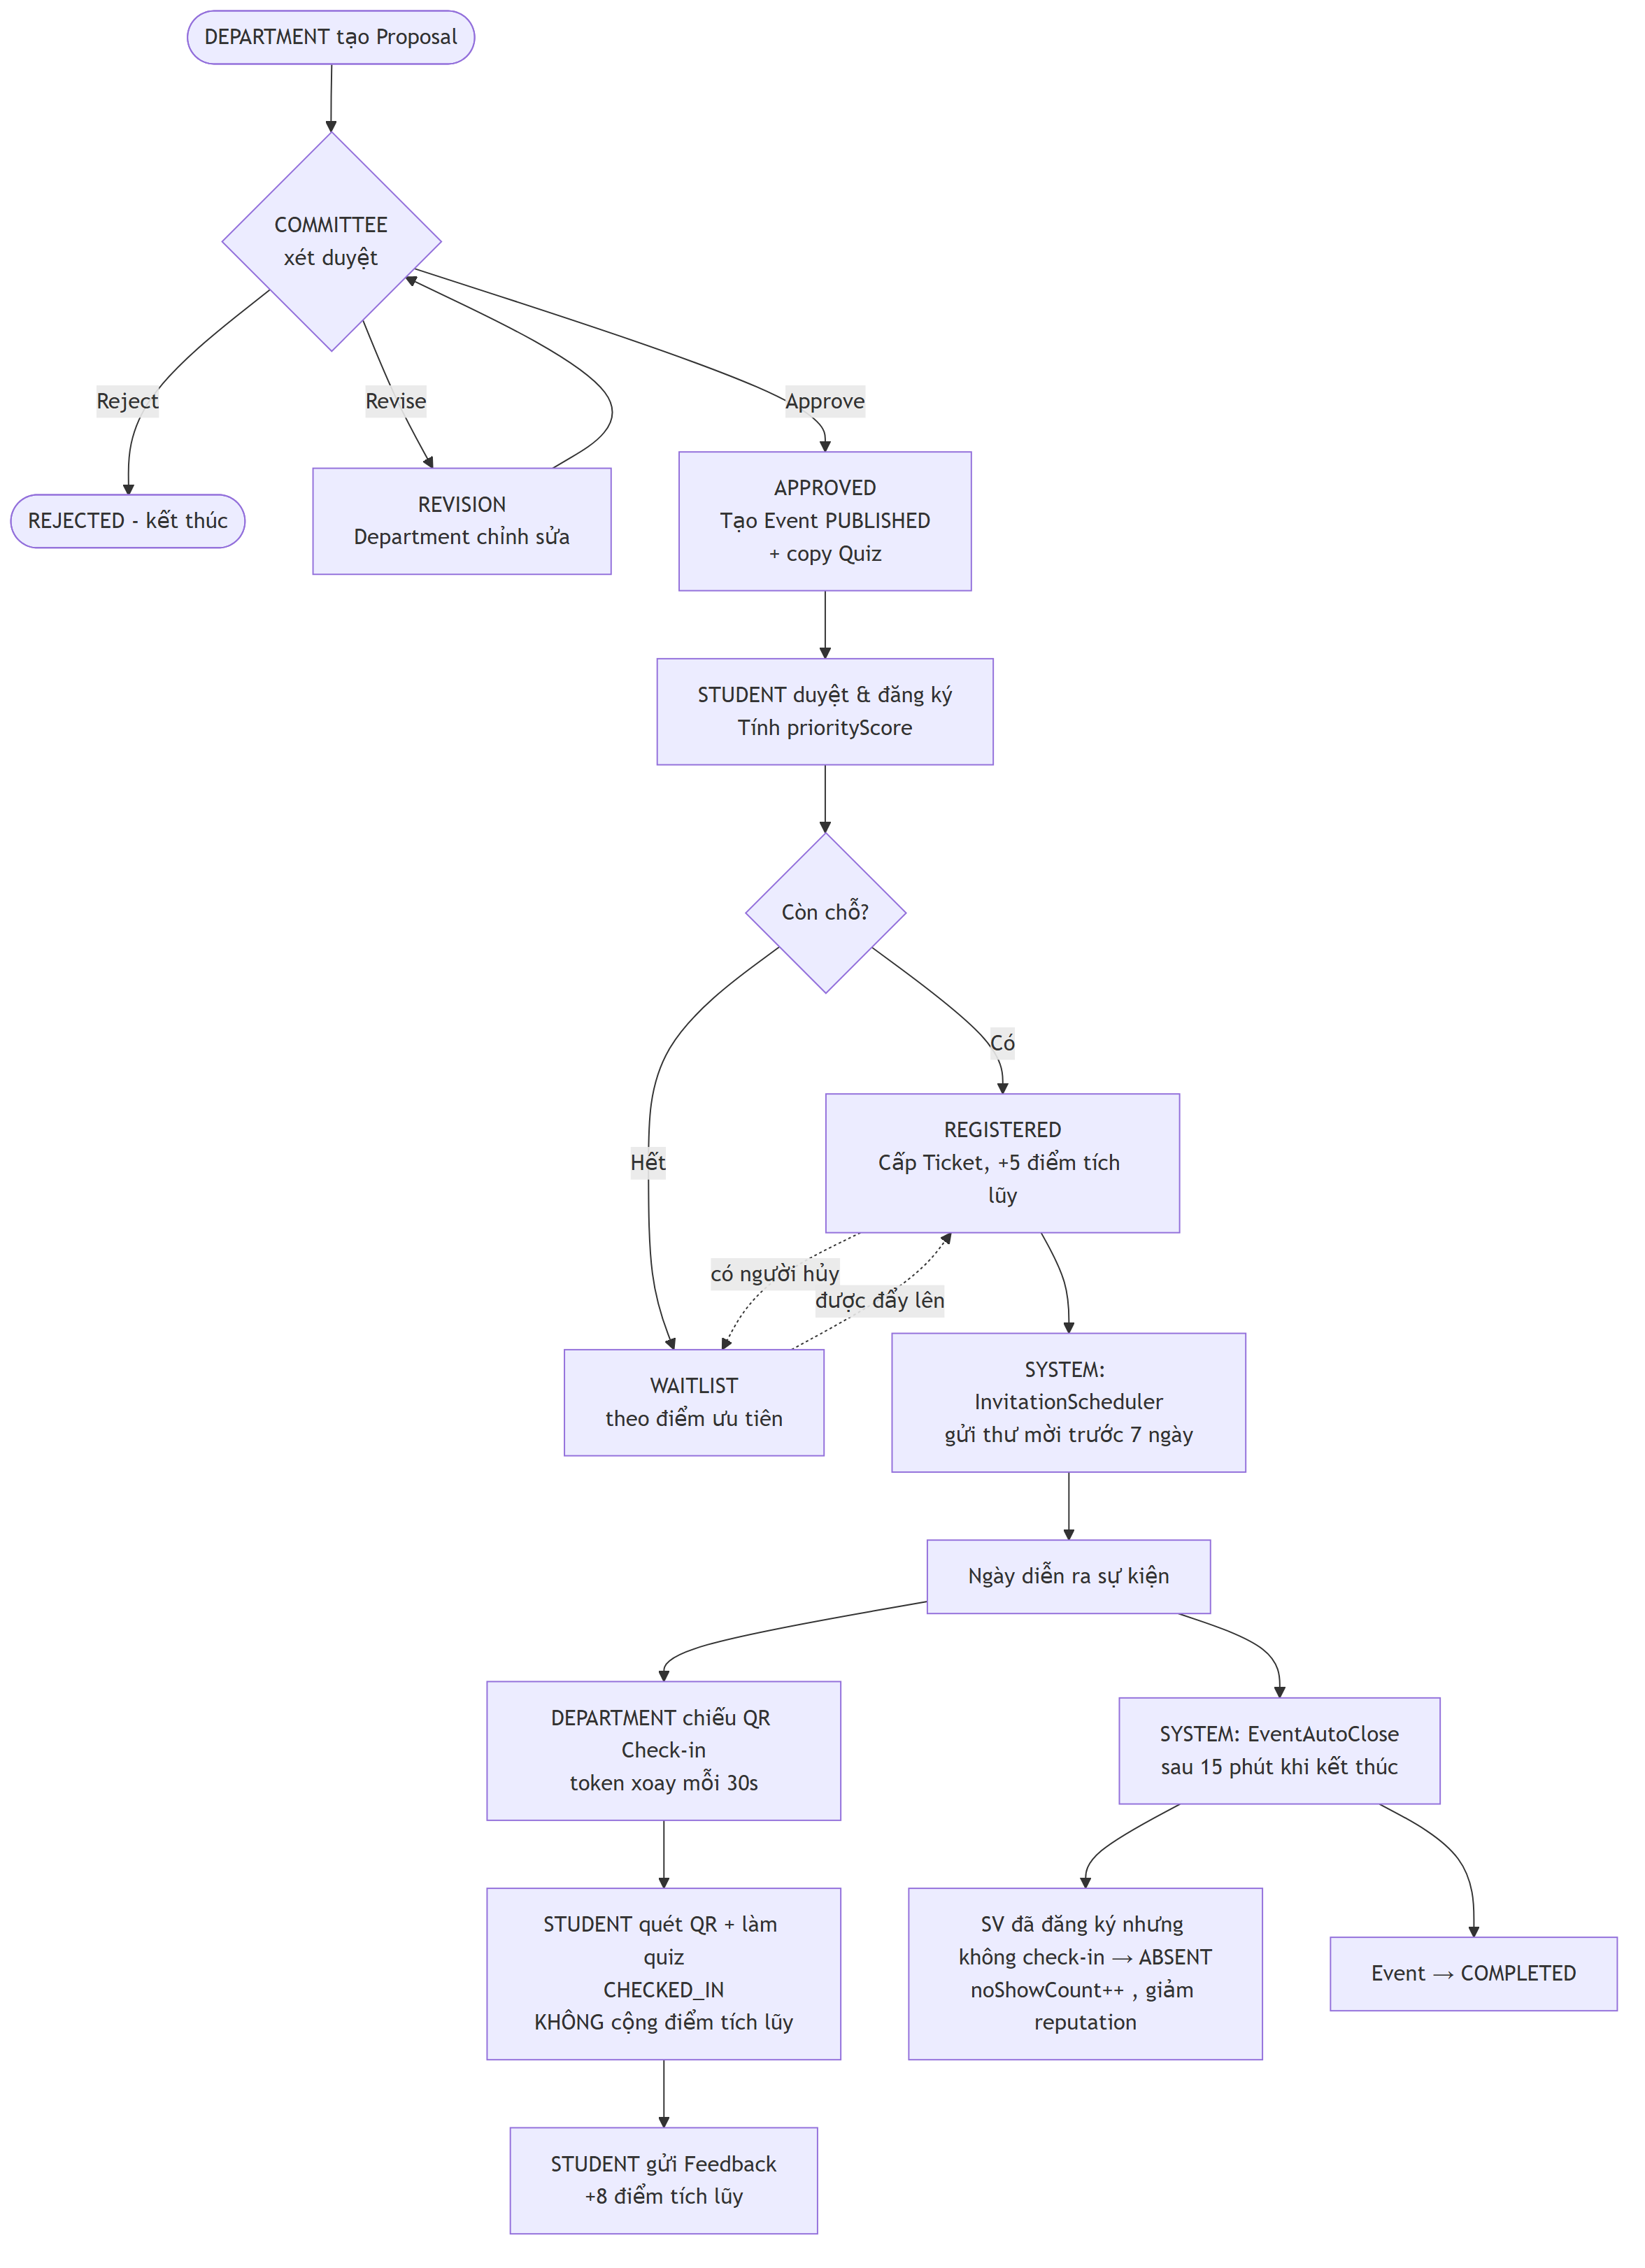 DEPARTMENT tạo Proposal
COMMITTEE
xét duyệt
Reject
Revise
Approve
REJECTED - kết thúc
REVISION
Department chỉnh sửa
APPROVED
Tạo Event PUBLISHED
+ copy Quiz
STUDENT duyệt & đăng ký
Tính priorityScore
Còn chỗ?
Có
Hết
REGISTERED
Cấp Ticket, +5 điểm tích
lũy
có người hủy
được đẩy lên
WAITLIST
theo điểm ưu tiên
SYSTEM:
InvitationScheduler
gửi thư mời trước 7 ngày
Ngày diễn ra sự kiện
DEPARTMENT chiếu QR
Check-in
token xoay mỗi 30s
SYSTEM: EventAutoClose
sau 15 phút khi kết thúc
STUDENT quét QR + làm
quiz
CHECKED_IN
KHÔNG cộng điểm tích lũy
SV đã đăng ký nhưng
không check-in → ABSENT
noShowCount++ , giảm
reputation
Event → COMPLETED
STUDENT gửi Feedback
+8 điểm tích lũy